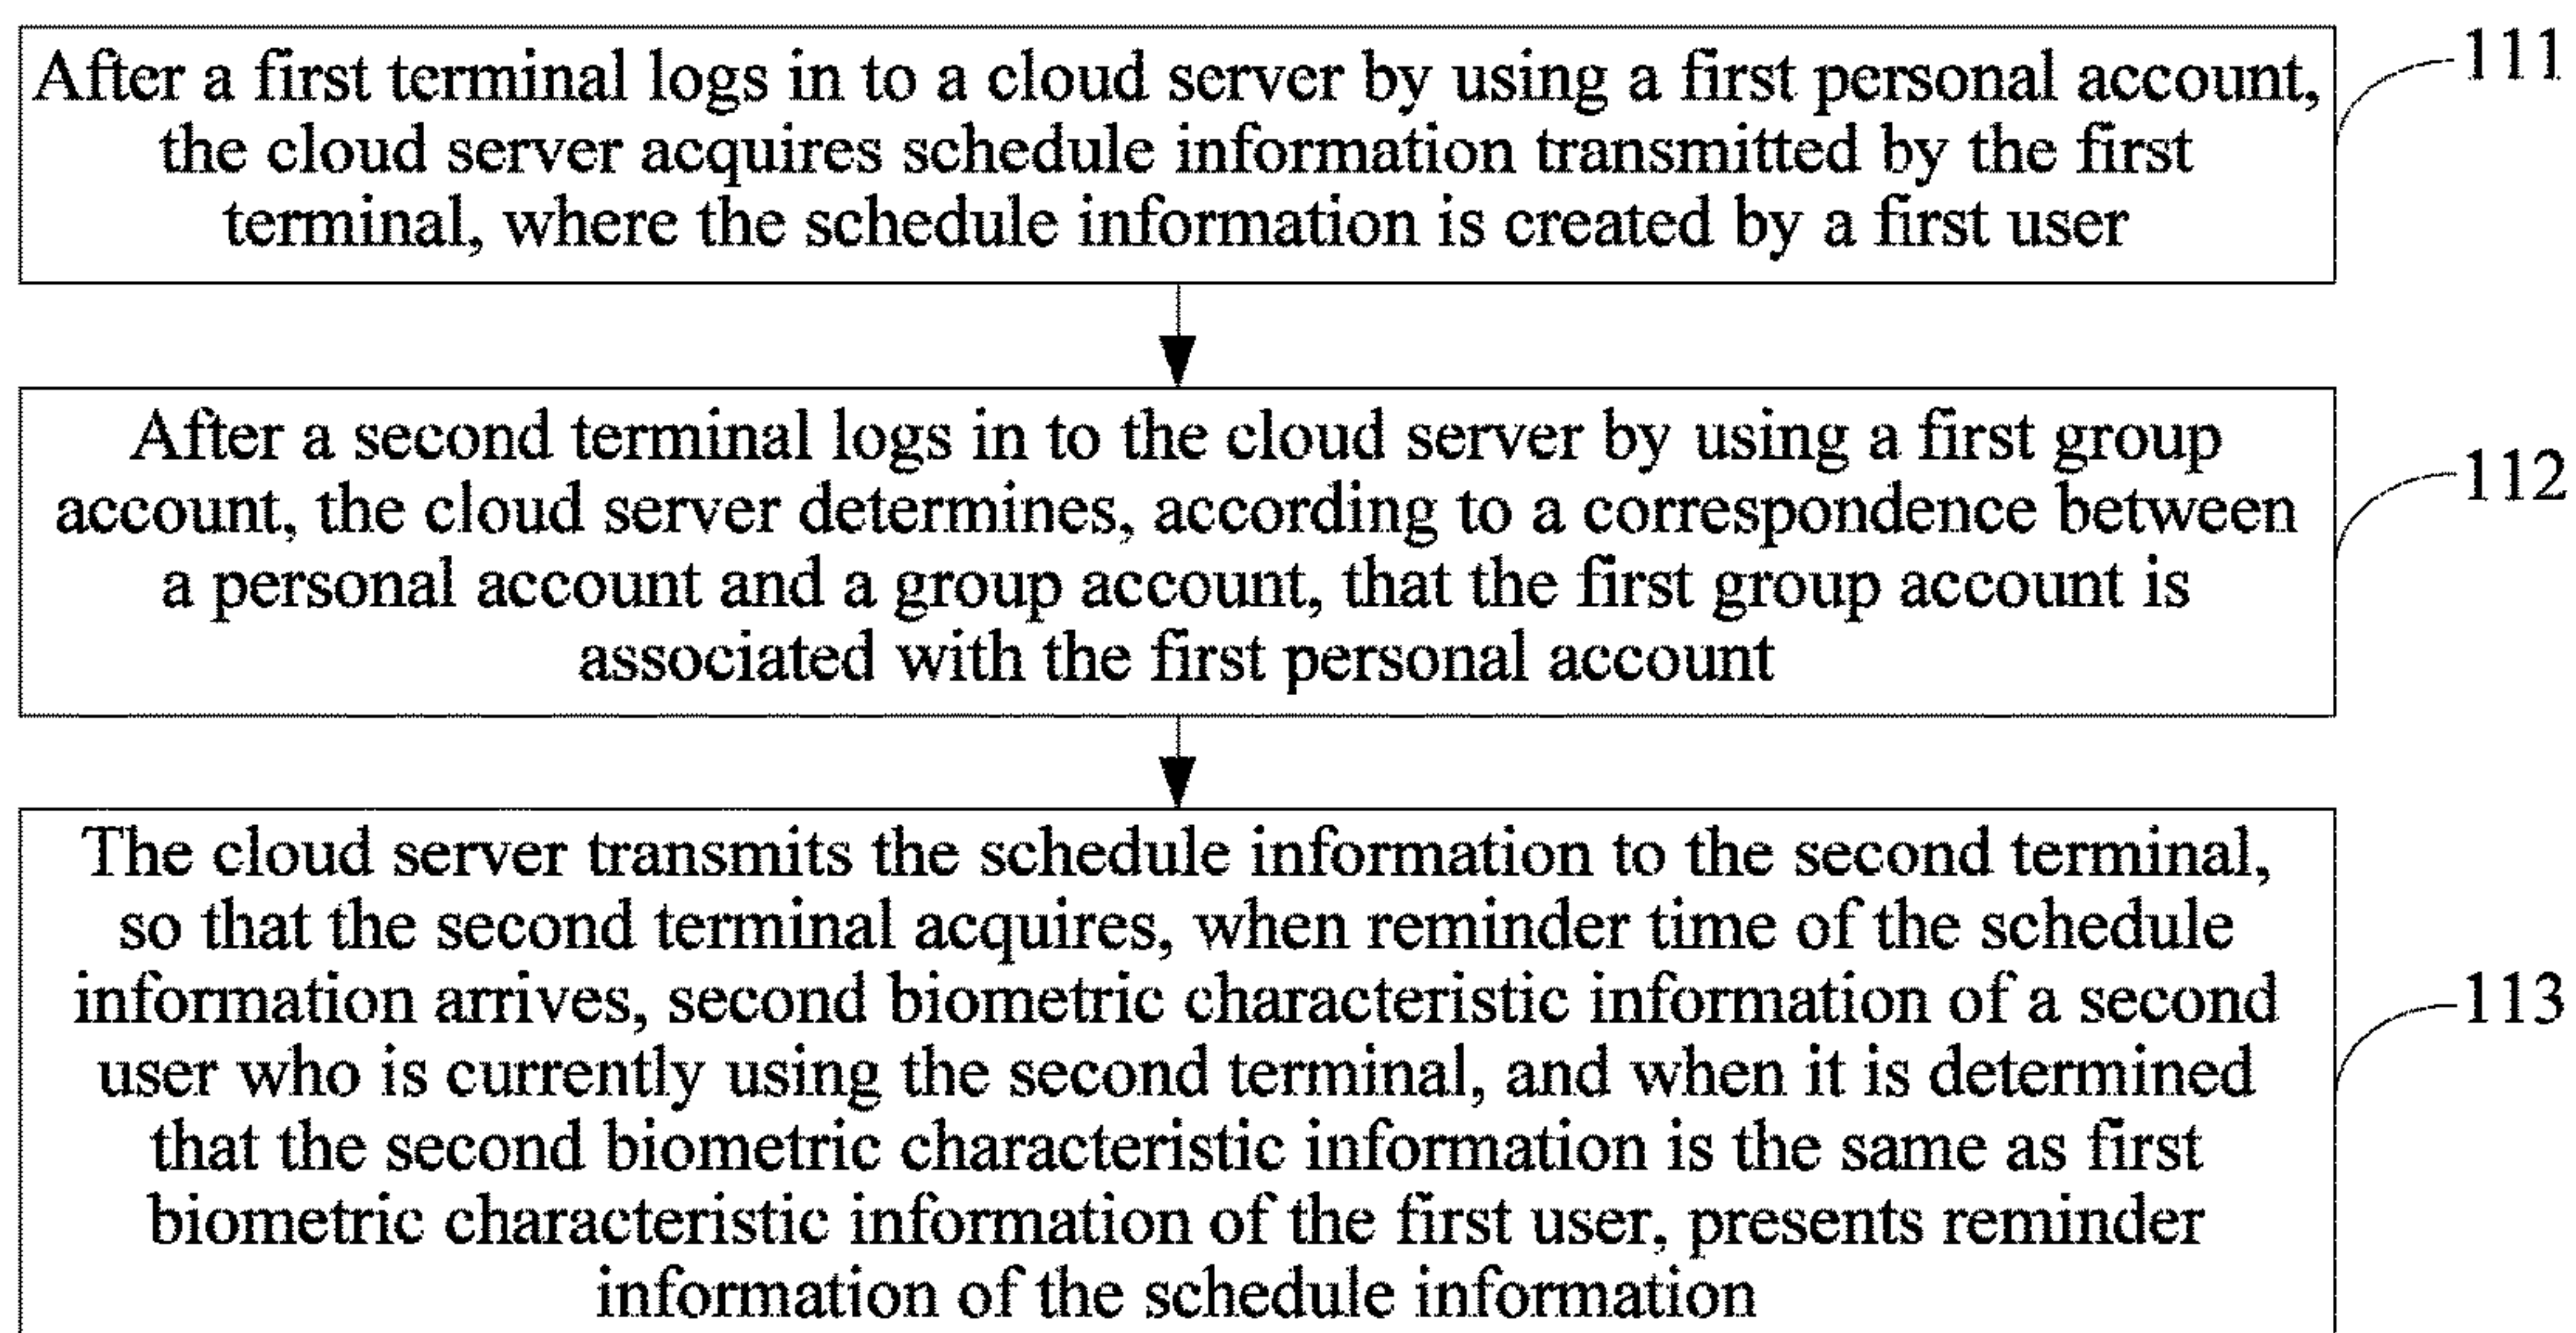 After a first terminal logs in to a cloud server by using a first personal account,
the cloud server acquires schedule information transmitted by the first
terminal, where the schedule information is created by a first user
111
After a second terminal logs in to the cloud server by using a first group
account, the cloud server determines, according to a correspondence between
a personal account and a group account, that the first group account is
associated with the first personal account
112
The cloud server transmits the schedule information to the second terminal,
so that the second terminal acquires, when reminder time of the schedule
information arrives, second biometric characteristic information of a second
user who is currently using the second terminal, and when it is determined
that the second biometric characteristic information is the same as first
biometric characteristic information of the first user, presents reminder
information of the schedule information
113